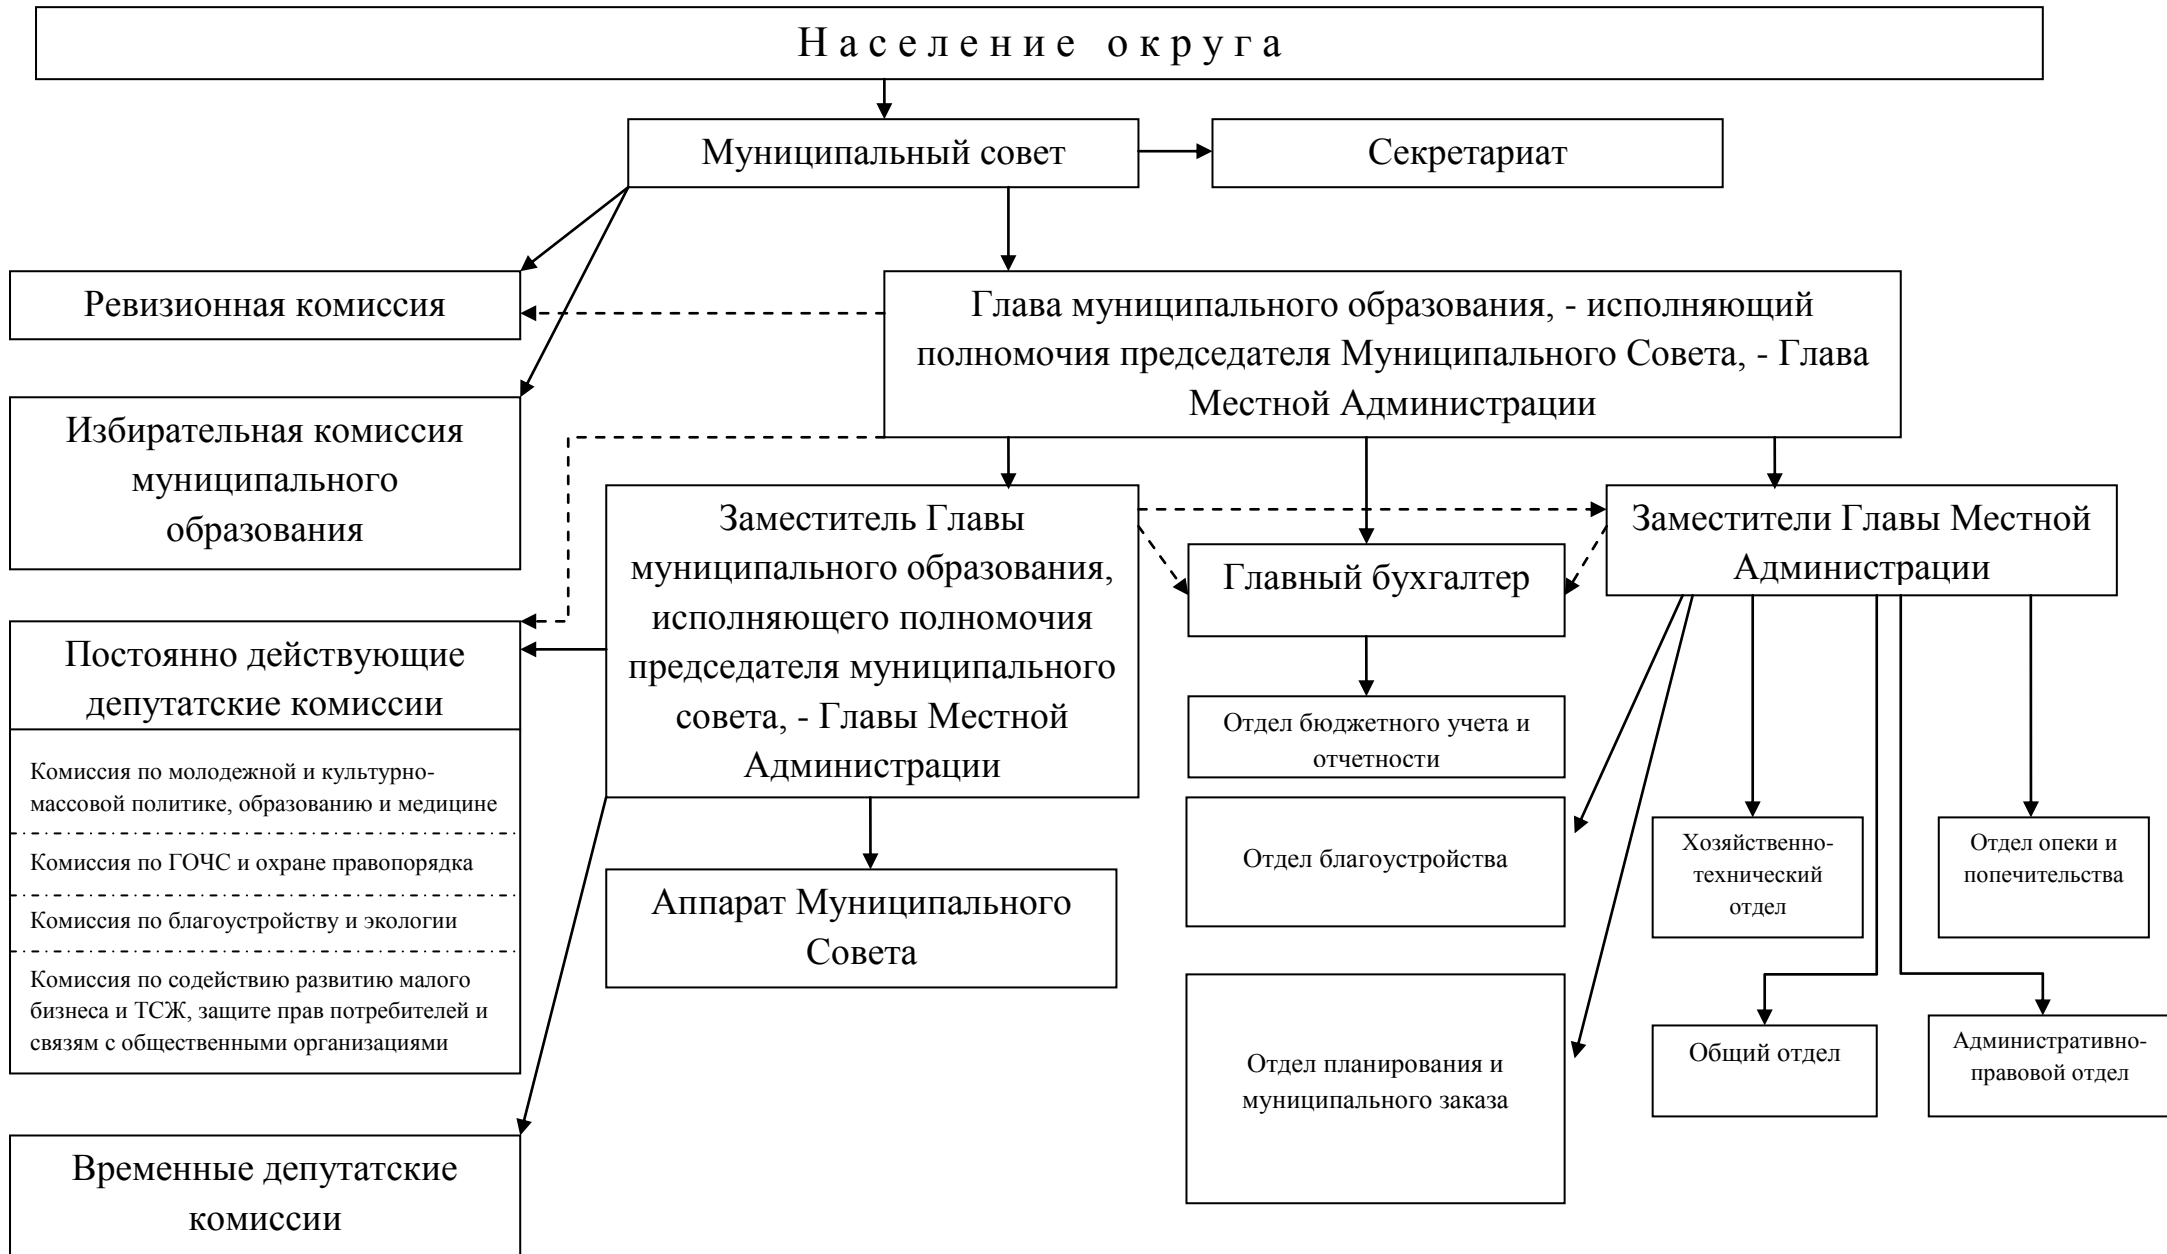 Население округа
Муниципальный совет
Секретариат
Ревизионная комиссия
Глава муниципального образования, - исполняющий
полномочия председателя Муниципального Совета, - Глава
Местной Администрации
Избирательная комиссия
муниципального
образования
Заместитель Главы
муниципального образования,
исполняющего полномочия
председателя муниципального
совета, - Главы Местной
Администрации
Главный бухгалтер
Заместители Главы Местной
Администрации
Постоянно действующие
депутатские комиссии
Комиссия по молодежной и культурно-
массовой политике, образованию и медицине
Комиссия по ГОЧС и охране правопорядка
Комиссия по благоустройству и экологии
Комиссия по содействию развитию малого
бизнеса и ТСЖ, защите прав потребителей и
связям с общественными организациями
Отдел бюджетного учета и
отчетности
Отдел благоустройства
Хозяйственно-
технический
отдел
Отдел опеки и
попечительства
Аппарат Муниципального
Совета
Отдел планирования и
муниципального заказа
Общий отдел
Административно-
правовой отдел
Временные депутатские
комиссии